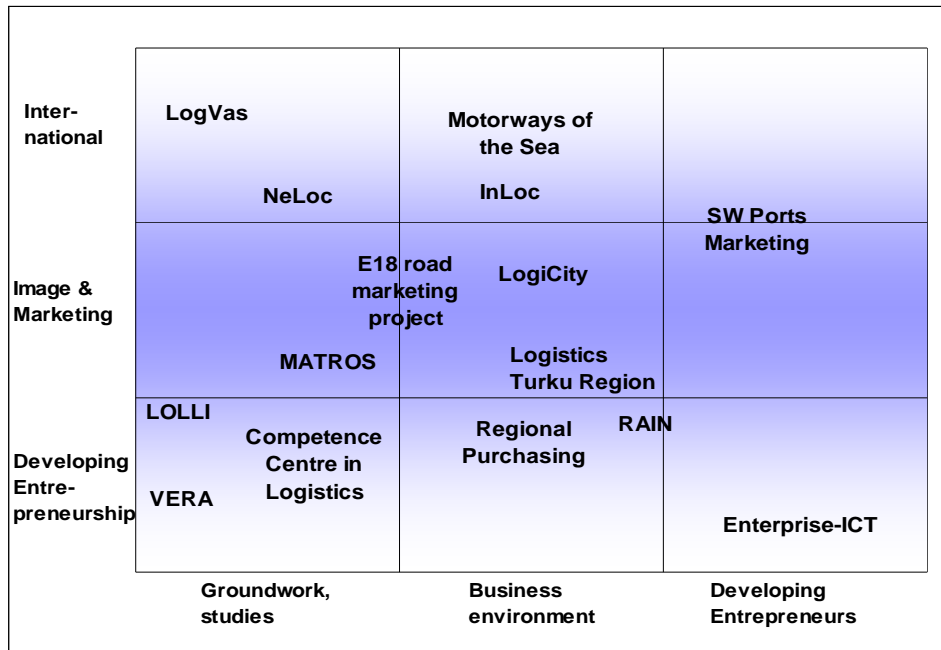 Inter-
national
LogVas
Motorways of
the Sea
NeLoc
InLoc
SW Ports
Marketing
Image &
Marketing
E18 road
marketing
project
LogiCity
MATROS
Logistics
Turku Region
Developing
Entre-
preneurship
LOLLI
Competence
Centre in
Logistics
Regional
Purchasing
RAIN
VERA
Enterprise-ICT
Groundwork,
studies
Business
environment
Developing
Entrepreneurs